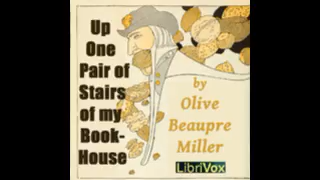 Up
One
Pair of
Stairs
of my
Book-
House
by
Olive
Beaupre
Miller
LibriVox